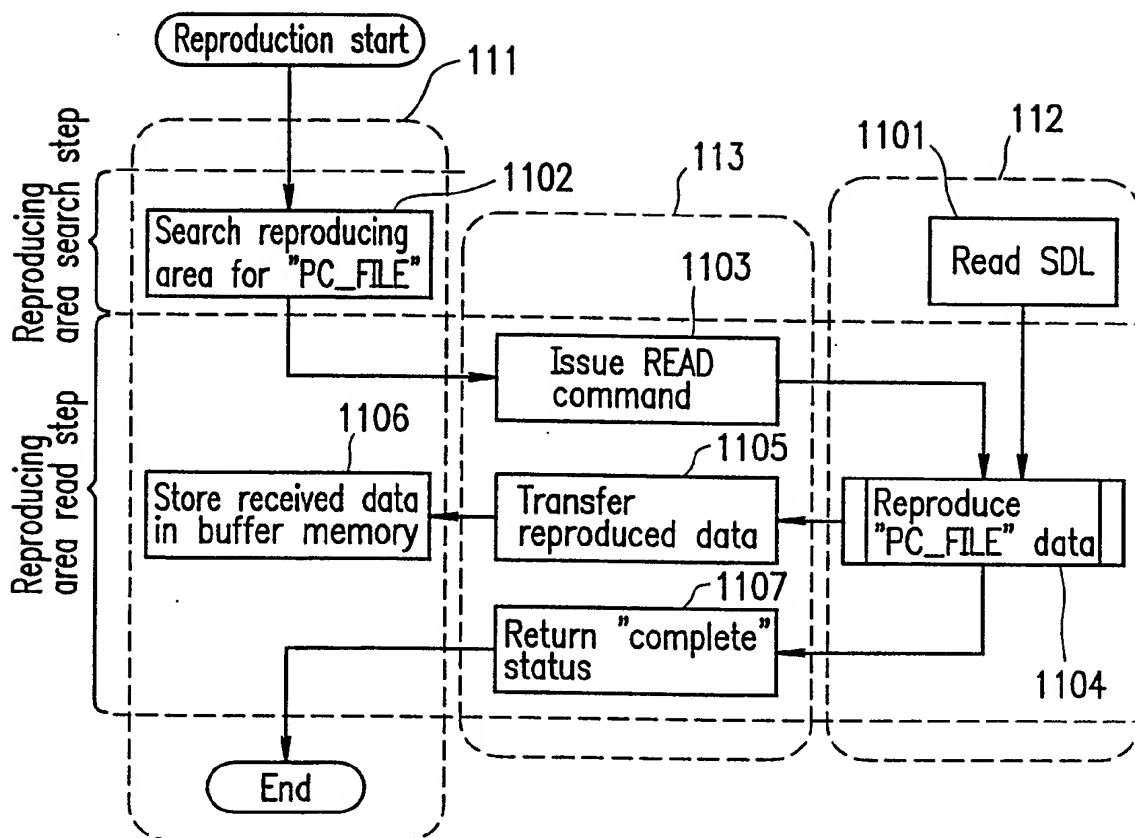 Reproduction start
111
Reproducing
area search step
1102
113
1101
112
Search reproducing
area for "PC_FILE"
1103
Read SDL
Issue READ
command
Reproducing
area read step
1106
1105
Store received data
in buffer memory
Transfer
reproduced data
Reproduce
"PC_FILE" data
1107
Return "complete"
status
1104
End